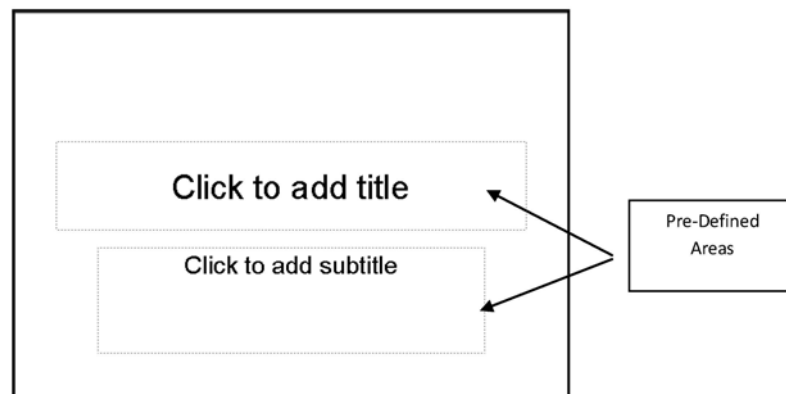 Click to add title
Click to add subtitle
Pre-Defined
Areas